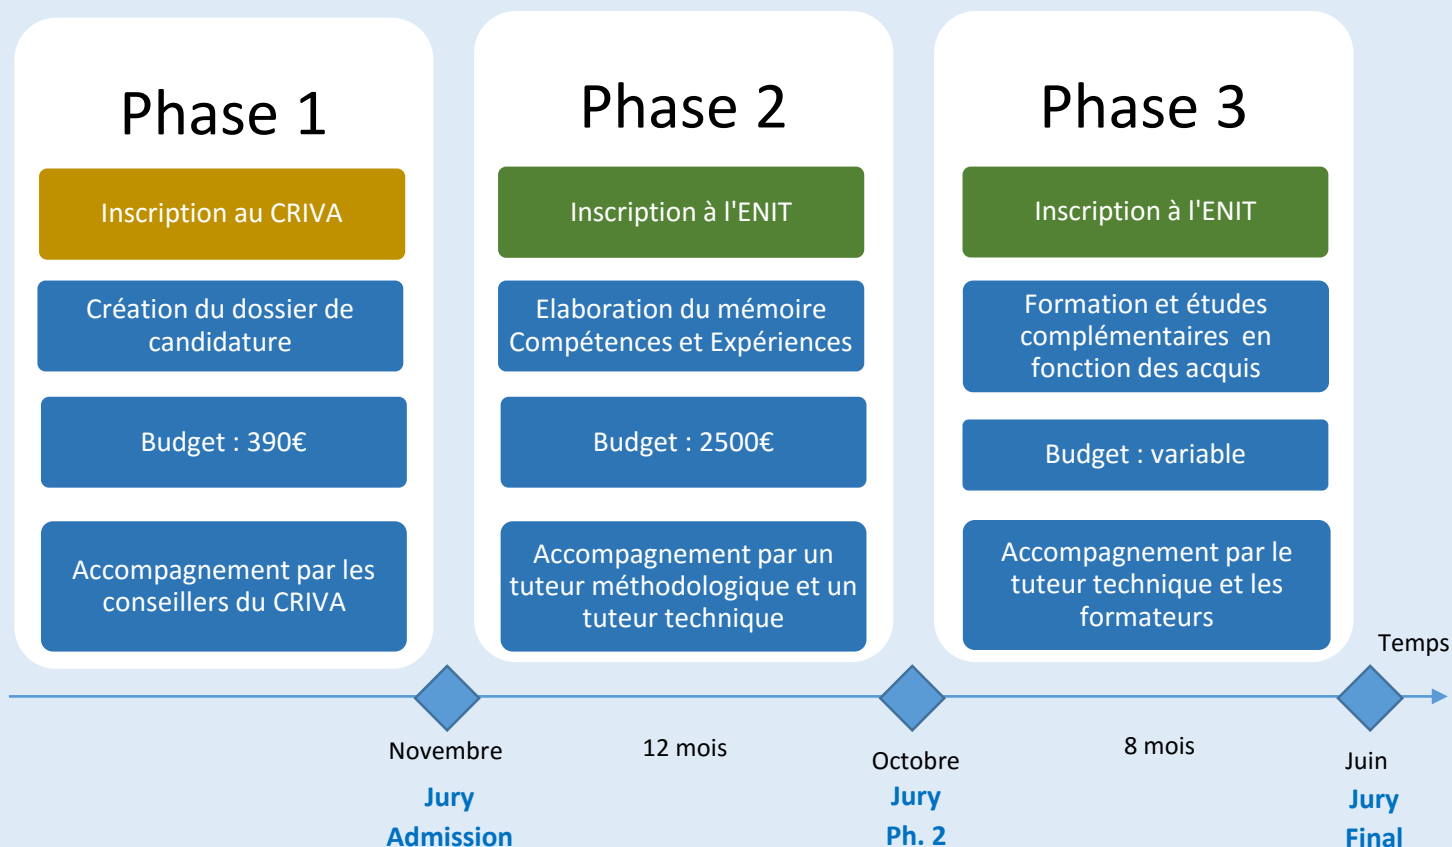 Phase 1
Inscription au CRIVA
Création du dossier de
candidature
Budget : 390€
Accompagnement par les
conseillers du CRIVA
Phase 2
Inscription à l'ENIT
Elaboration du mémoire
Compétences et Expériences
Budget : 2500€
Accompagnement par un
tuteur méthodologique et un
tuteur technique
Phase 3
Inscription à l'ENIT
Formation et études
complémentaires en
fonction des acquis
Budget : variable
Accompagnement par le
tuteur technique et les
formateurs
Temps
Novembre
Jury
Admission
12 mois
Octobre
Jury
Ph. 2
8 mois
Juin
Jury
Final